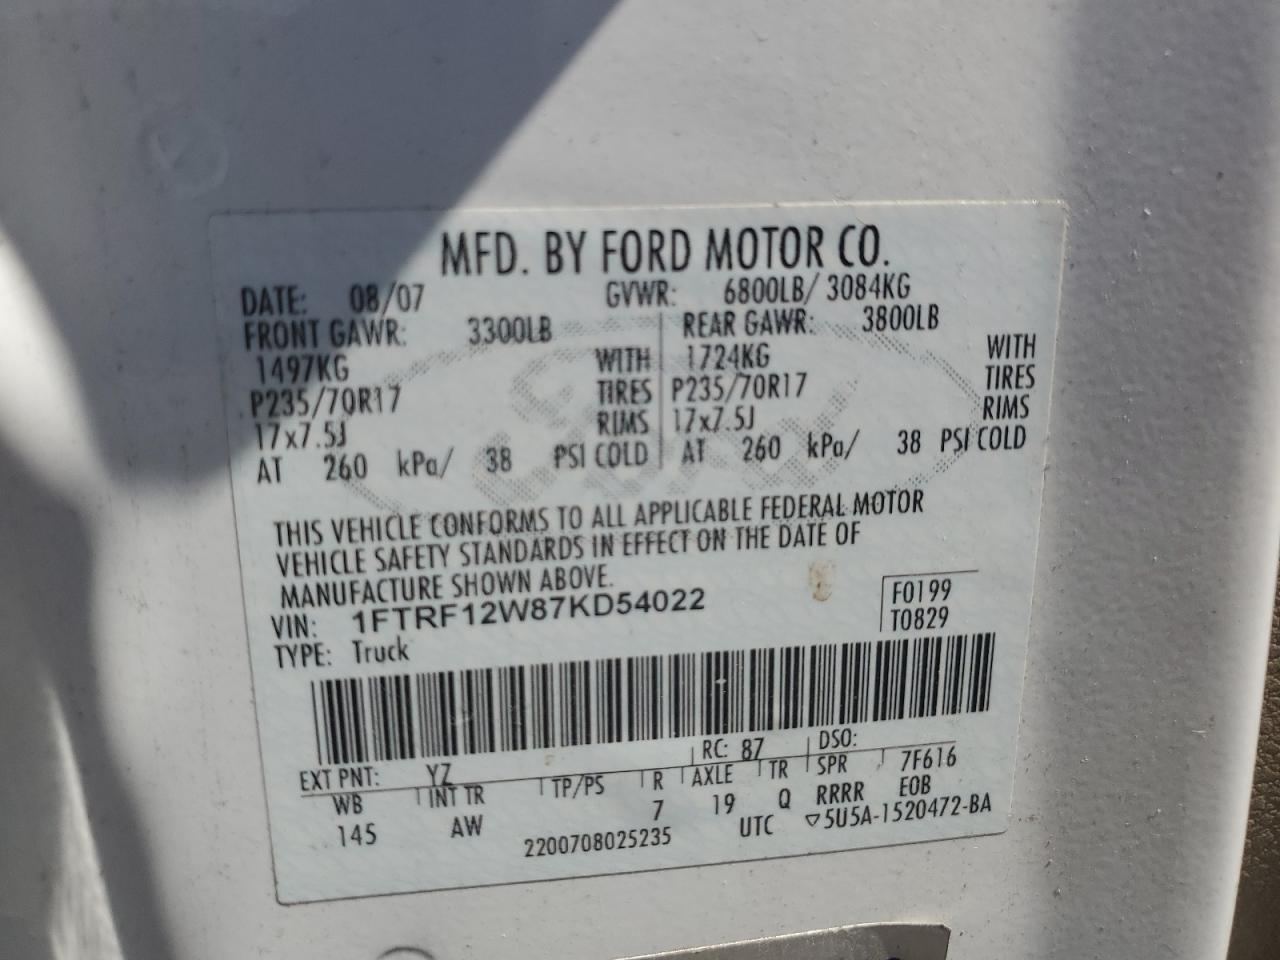 MFD. BY FORD MOTOR CO.
DATE: 08/07 GVWR: 6800LB/ 3084KG
FRONT GAWR: 3300LB REAR GAWR: 3800LB
1497KG WITH 1724KG WITH
P235/70R17 TIRES P235/70R17 TIRES
17x7.5J RIMS 17x7.5J RIMS
AT 260 kPa/ 38 PSI COLD AT 260 kPa/ 38 PSI COLD
THIS VEHICLE CONFORMS TO ALL APPLICABLE FEDERAL MOTOR
VEHICLE SAFETY STANDARDS IN EFFECT ON THE DATE OF
MANUFACTURE SHOWN ABOVE.
VIN: 1FTRF12W87KD54022 F0199
TYPE: Truck T0829
EXT PNT: YZ RC: 87 DSO: 7F616
WB INT TR TP/PS R AXLE TR SPR EOB
145 AW 7 19 Q RRRR
2200708025235 UTC ▽5U5A-1520472-BA
Ford